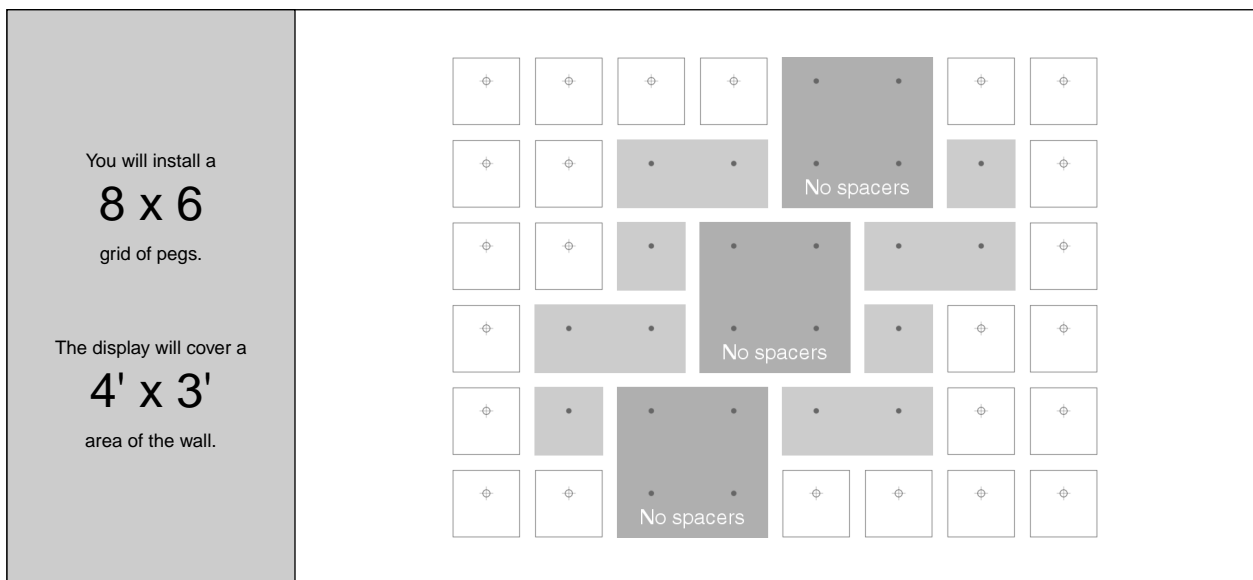 You will install a
8 x 6
grid of pegs.
The display will cover a
4' x 3'
area of the wall.
No spacers
No spacers
No spacers